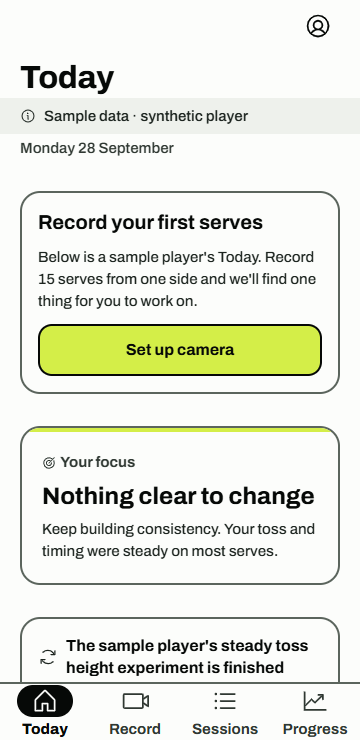 Today
Sample data · synthetic player
Monday 28 September
Record your first serves
Below is a sample player's Today. Record
15 serves from one side and we'll find one
thing for you to work on.
Set up camera
Your focus
Nothing clear to change
Keep building consistency. Your toss and
timing were steady on most serves.
The sample player's steady toss
height experiment is finished
Today
Record
Sessions
Progress